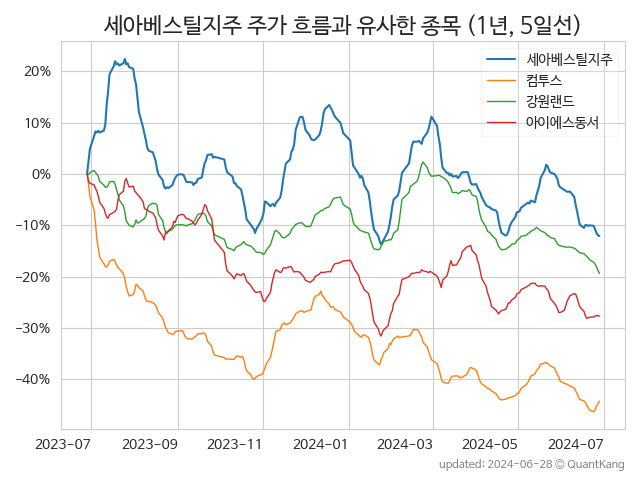 세아베스틸지주 주가 흐름과 유사한 종목 (1년, 5일선)
세아베스틸지주
컴투스
강원랜드
아이에스동서
20%
10%
0%
−10%
−20%
−30%
−40%
2023-07 2023-09 2023-11 2024-01 2024-03 2024-05 2024-07
updated: 2024-06-28 ⓒ QuantKang